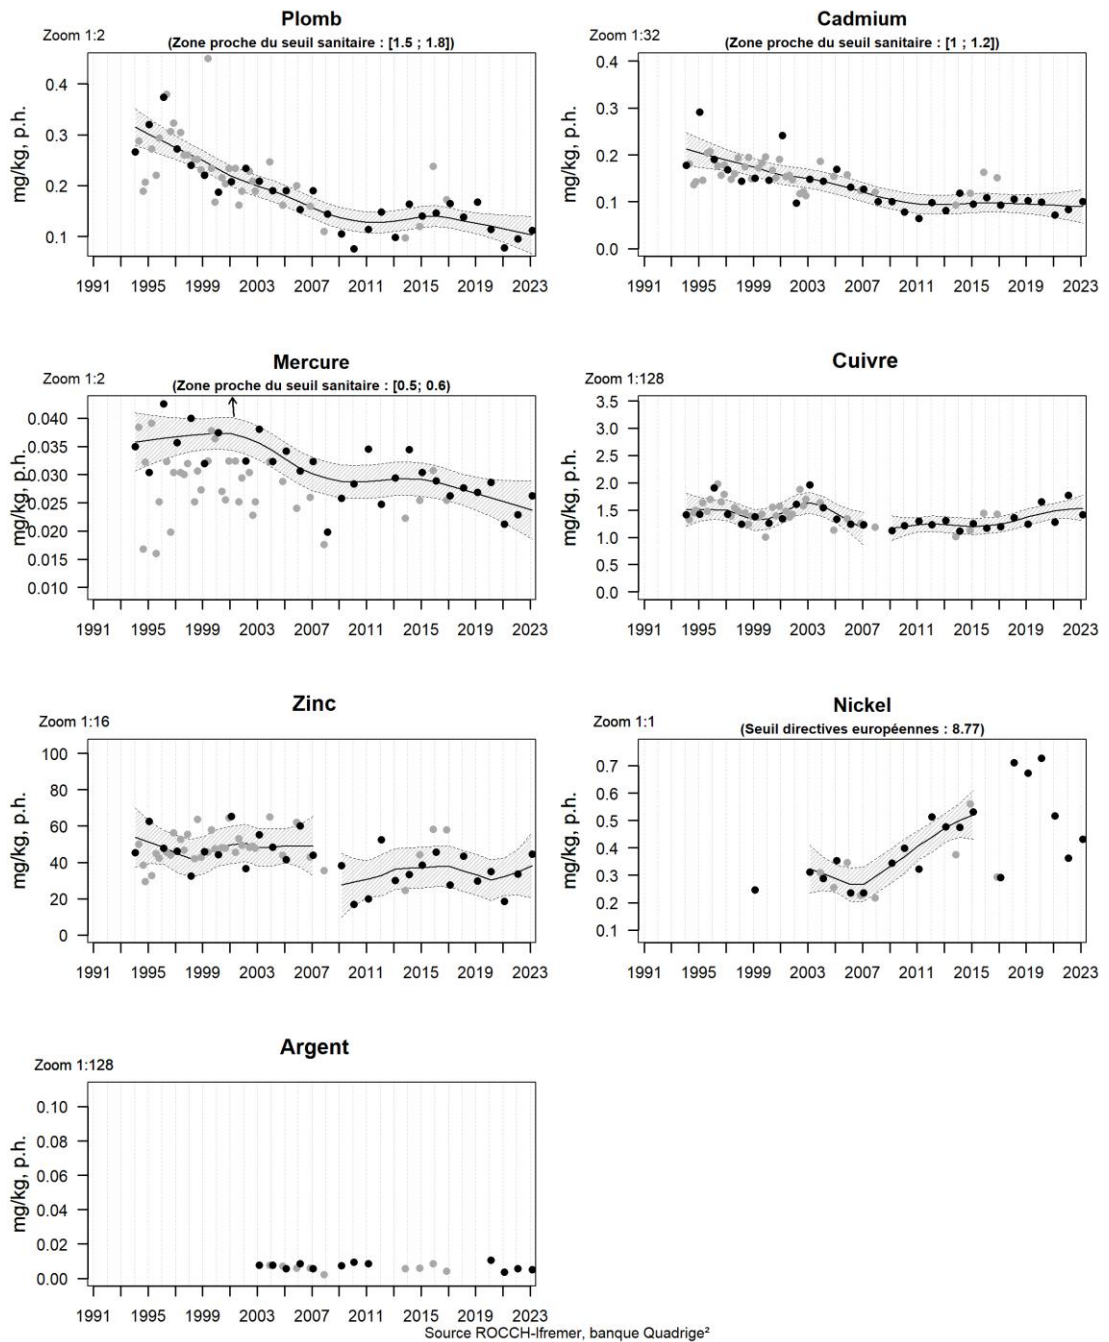 Plomb
Zoom 1:2
(Zone proche du seuil sanitaire : [1.5 ; 1.8])
mg/kg, p.h.
0.4
0.3
0.2
0.1
1991 1995 1999 2003 2007 2011 2015 2019 2023
Cadmium
Zoom 1:32
(Zone proche du seuil sanitaire : [1 ; 1.2])
mg/kg, p.h.
0.4
0.3
0.2
0.1
0.0
1991 1995 1999 2003 2007 2011 2015 2019 2023
Mercure
Zoom 1:2
(Zone proche du seuil sanitaire : [0.5; 0.6)
mg/kg, p.h.
0.040
0.035
0.030
0.025
0.020
0.015
0.010
1991 1995 1999 2003 2007 2011 2015 2019 2023
Cuivre
Zoom 1:128
mg/kg, p.h.
3.5
3.0
2.5
2.0
1.5
1.0
0.5
0.0
1991 1995 1999 2003 2007 2011 2015 2019 2023
Zinc
Zoom 1:16
mg/kg, p.h.
100
80
60
40
20
0
1991 1995 1999 2003 2007 2011 2015 2019 2023
Nickel
Zoom 1:1
(Seuil directives européennes : 8.77)
mg/kg, p.h.
0.7
0.6
0.5
0.4
0.3
0.2
0.1
1991 1995 1999 2003 2007 2011 2015 2019 2023
Argent
Zoom 1:128
mg/kg, p.h.
0.10
0.08
0.06
0.04
0.02
0.00
1991 1995 1999 2003 2007 2011 2015 2019 2023
Source ROCCH-Ifremer, banque Quadrige²